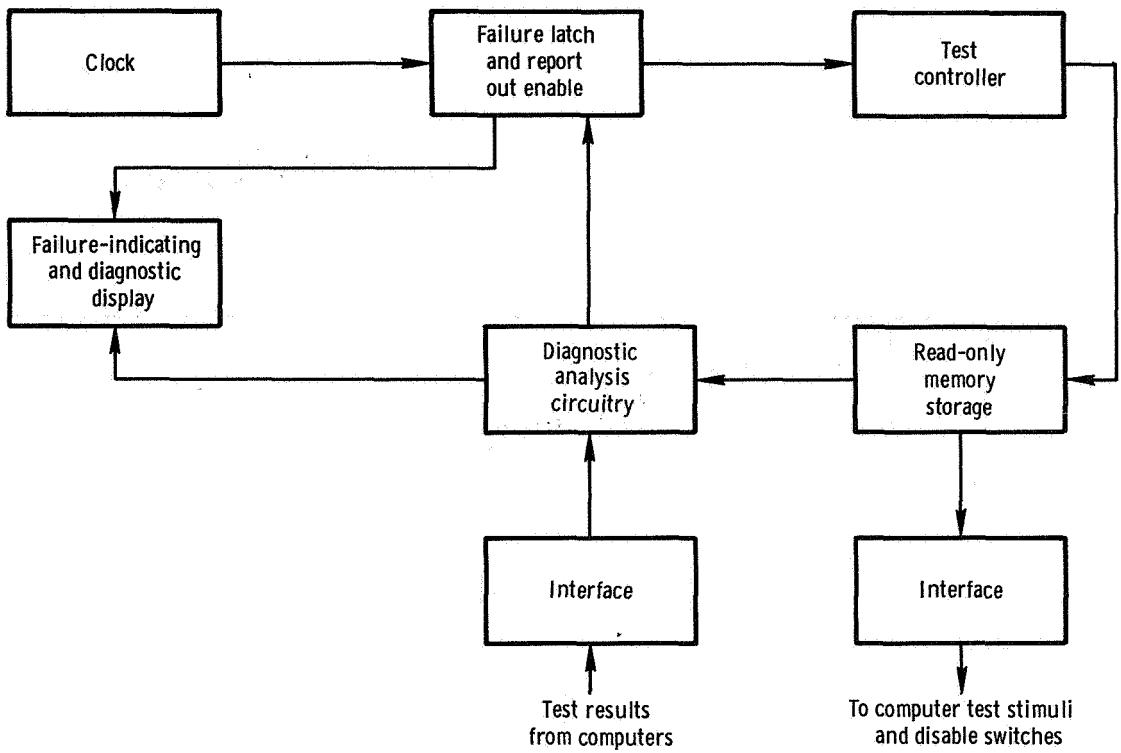 Clock
Failure latch
and report
out enable
Test
controller
Failure-indicating
and diagnostic
display
Diagnostic
analysis
circuitry
Read-only
memory
storage
Interface
Interface
Test results
from computers
To computer test stimuli
and disable switches